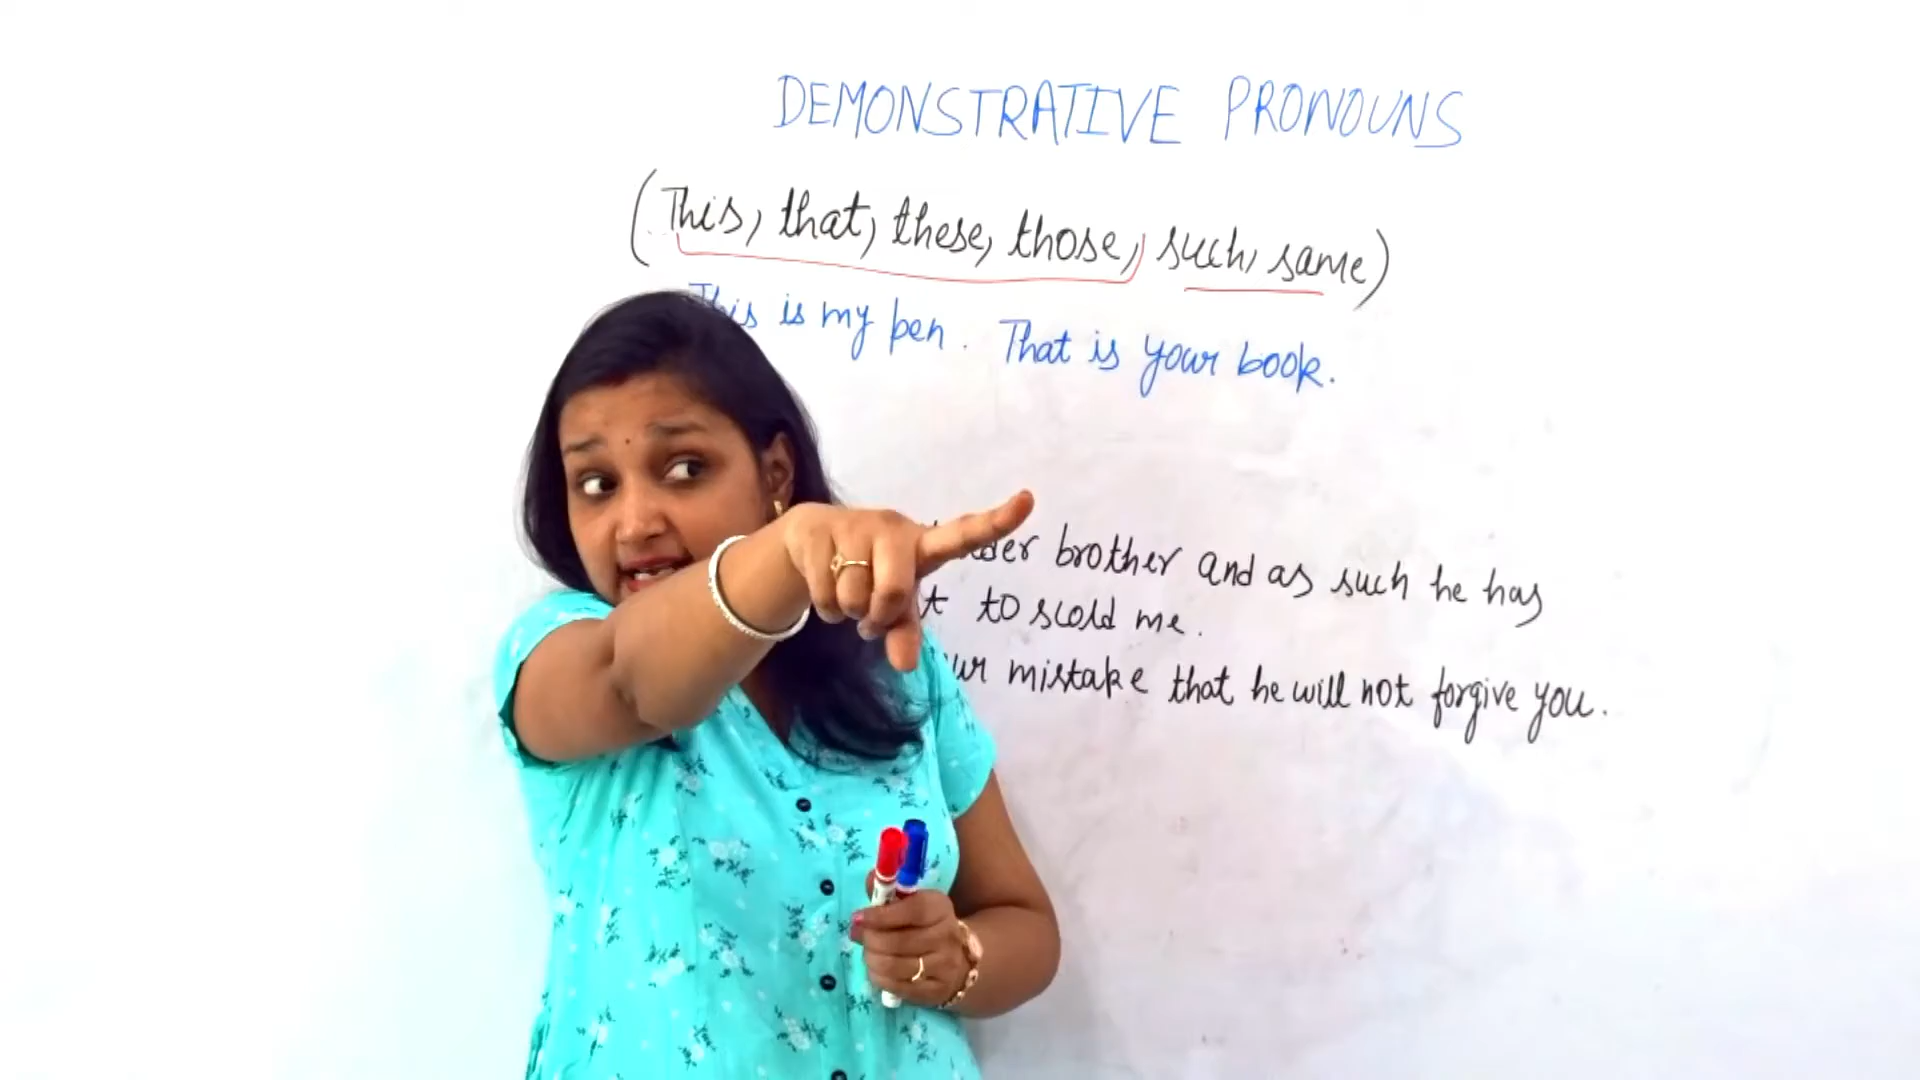 DEMONSTRATIVE PRONOUNS
(This, that, these, those, such, same)
This is my pen. That is your book.
brother and as such he has
to scold me.
mistake that he will not forgive you.